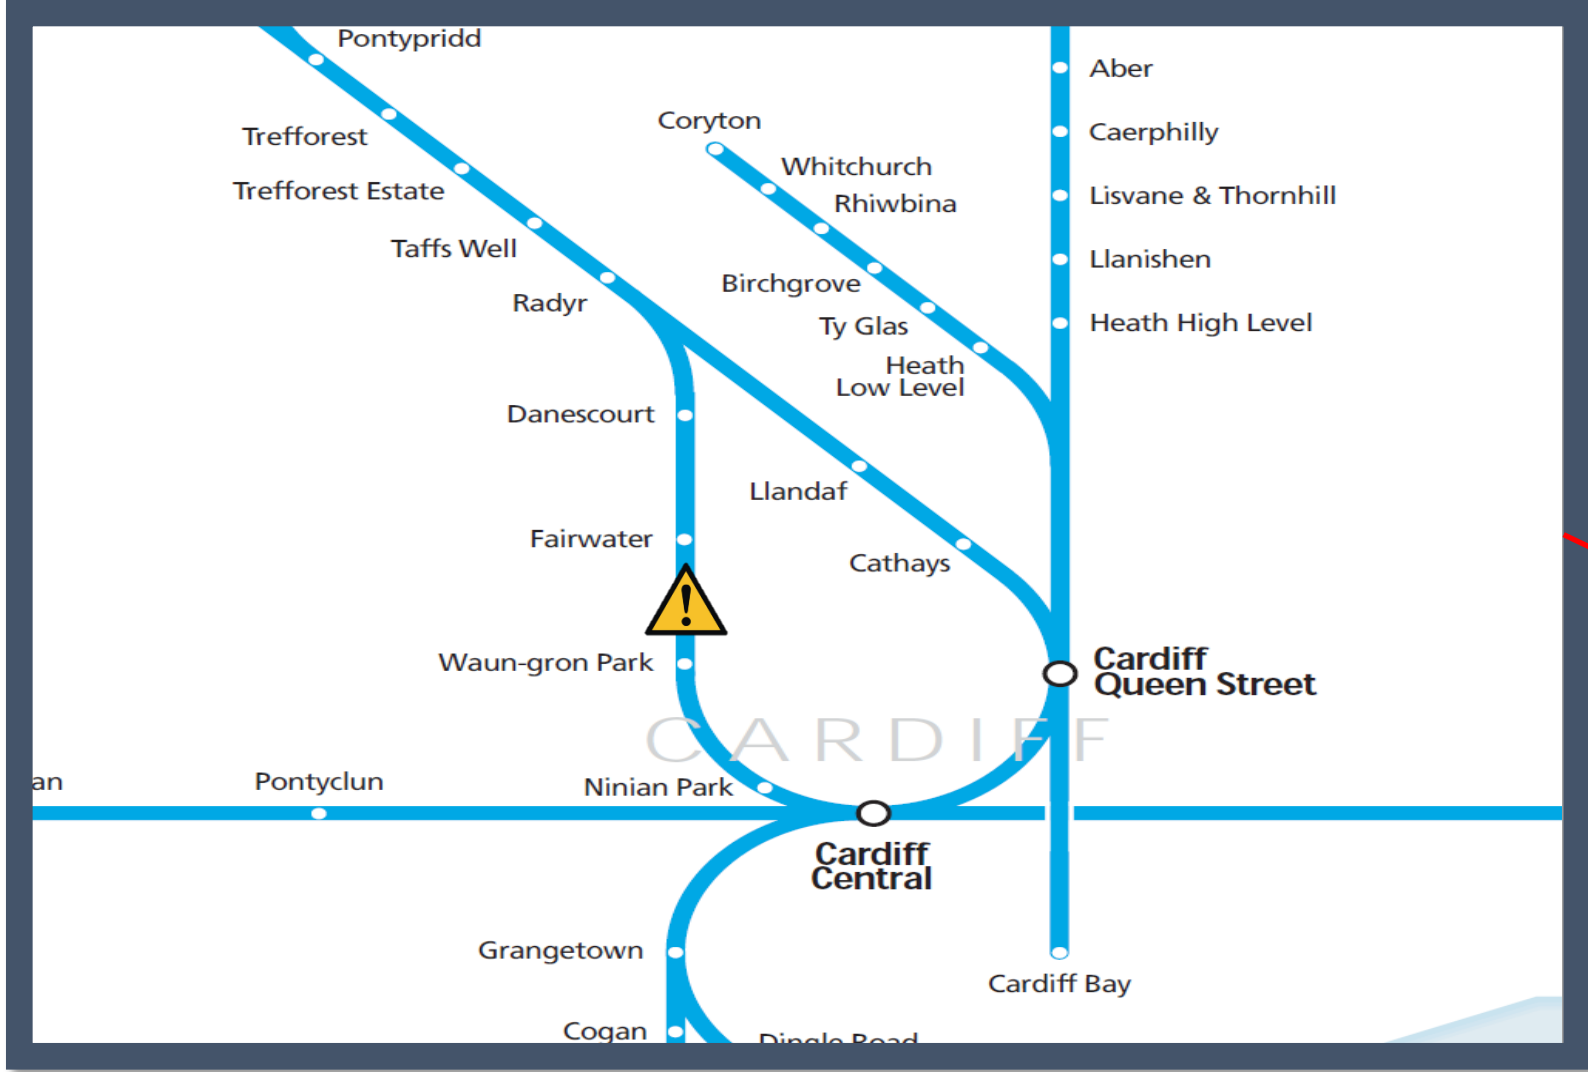 Pontypridd
Aber
Coryton
Caerphilly
Trefforest
Whitchurch
Trefforest Estate
Rhiwbina
Lisvane & Thornhill
Taffs Well
Llanishen
Birchgrove
Radyr
Ty Glas
Heath High Level
Heath
Low Level
Danescourt
Llandaf
Fairwater
Cathays
!
Waun-gron Park
Cardiff
Queen Street
CARDIFF
an
Pontyclun
Ninian Park
Cardiff
Central
Grangetown
Cardiff Bay
Cogan
Dingle Road